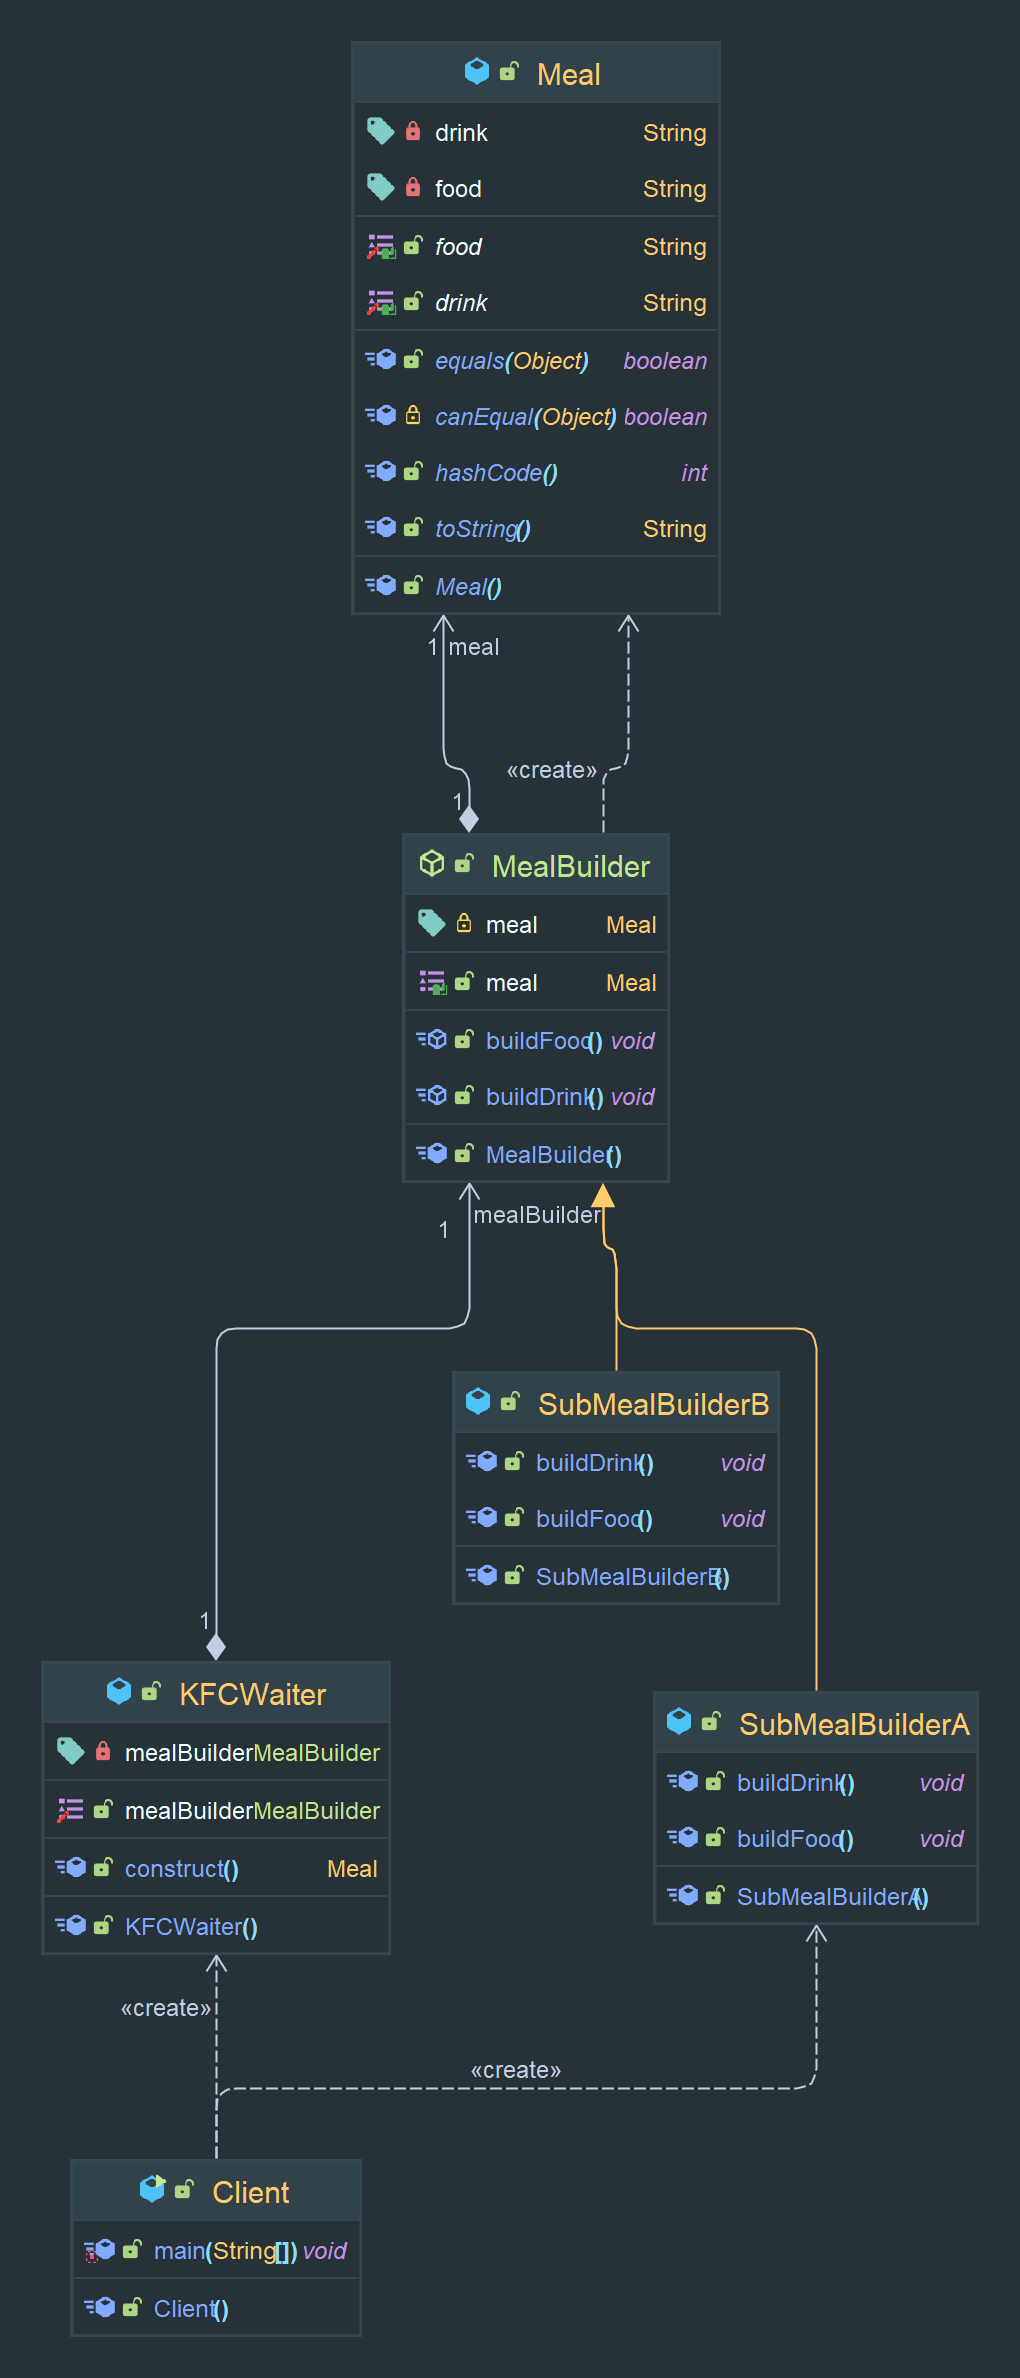 Meal
drink String
food String
food String
drink String
equals(Object) boolean
canEqual(Object) boolean
hashCode() int
toString() String
Meal()
1 meal
«create»
1
MealBuilder
meal Meal
meal Meal
buildFood() void
buildDrink() void
MealBuilder()
mealBuilder
1
SubMealBuilderB
buildDrink() void
buildFood() void
SubMealBuilderB()
1
KFCWaiter
mealBuilder MealBuilder
mealBuilder MealBuilder
construct() Meal
KFCWaiter()
SubMealBuilderA
buildDrink() void
buildFood() void
SubMealBuilderA()
«create»
«create»
Client
main(String[]) void
Client()